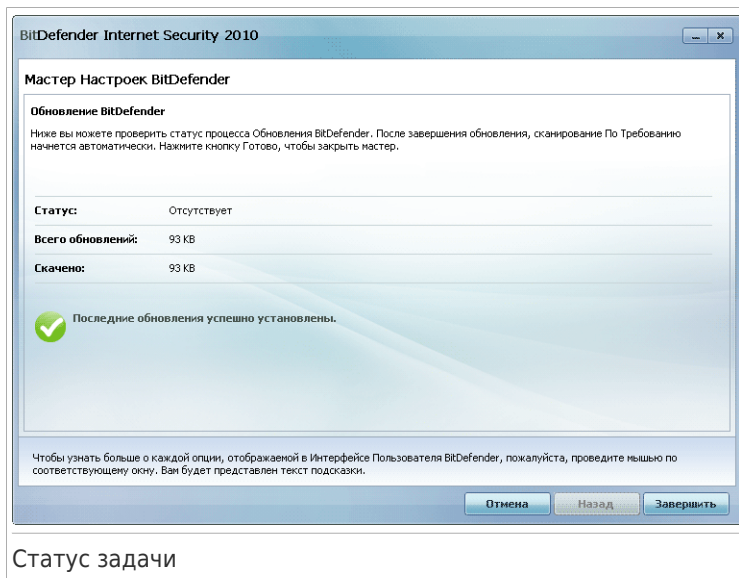 BitDefender Internet Security 2010
Мастер Настроек BitDefender
Обновление BitDefender
Ниже вы можете проверить статус процесса Обновления BitDefender. После завершения обновления, сканирование По Требованию
начнется автоматически. Нажмите кнопку Готово, чтобы закрыть мастер.
Статус: Отсутствует
Всего обновлений: 93 KB
Скачено: 93 KB
Последние обновления успешно установлены.
Чтобы узнать больше о каждой опции, отображаемой в Интерфейсе Пользователя BitDefender, пожалуйста, проведите мышью по
соответствующему окну. Вам будет представлен текст подсказки.
Отмена Назад Завершить
Статус задачи